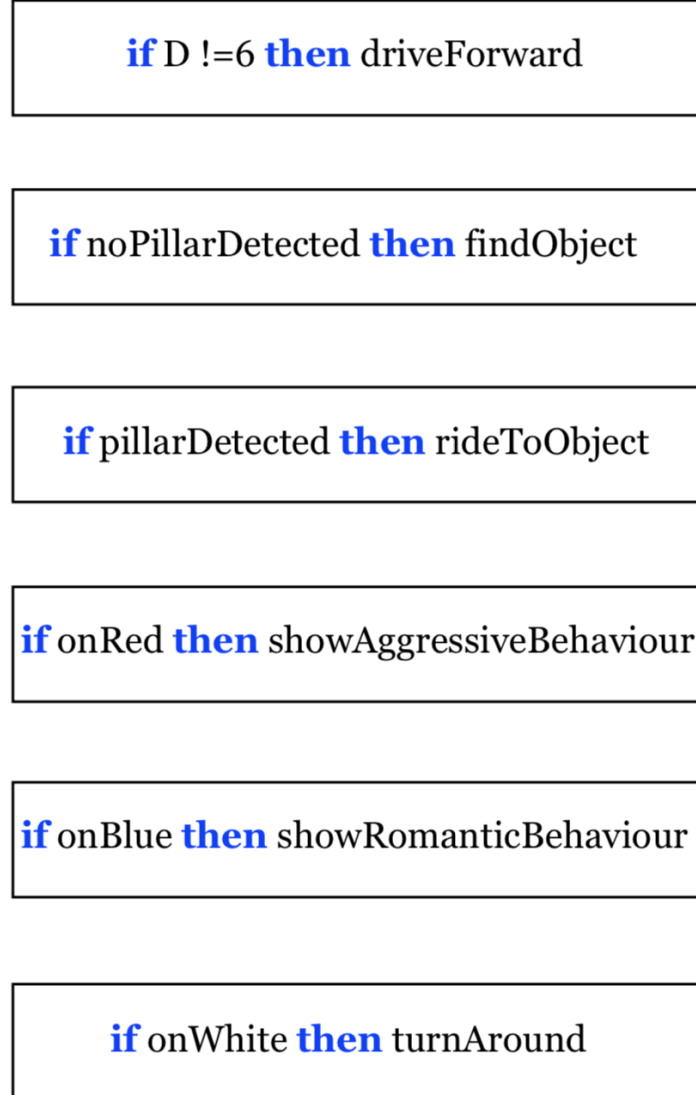 if D !=6 then driveForward
if noPillarDetected then findObject
if pillarDetected then rideToObject
if onRed then showAggressiveBehaviour
if onBlue then showRomanticBehaviour
if onWhite then turnAround